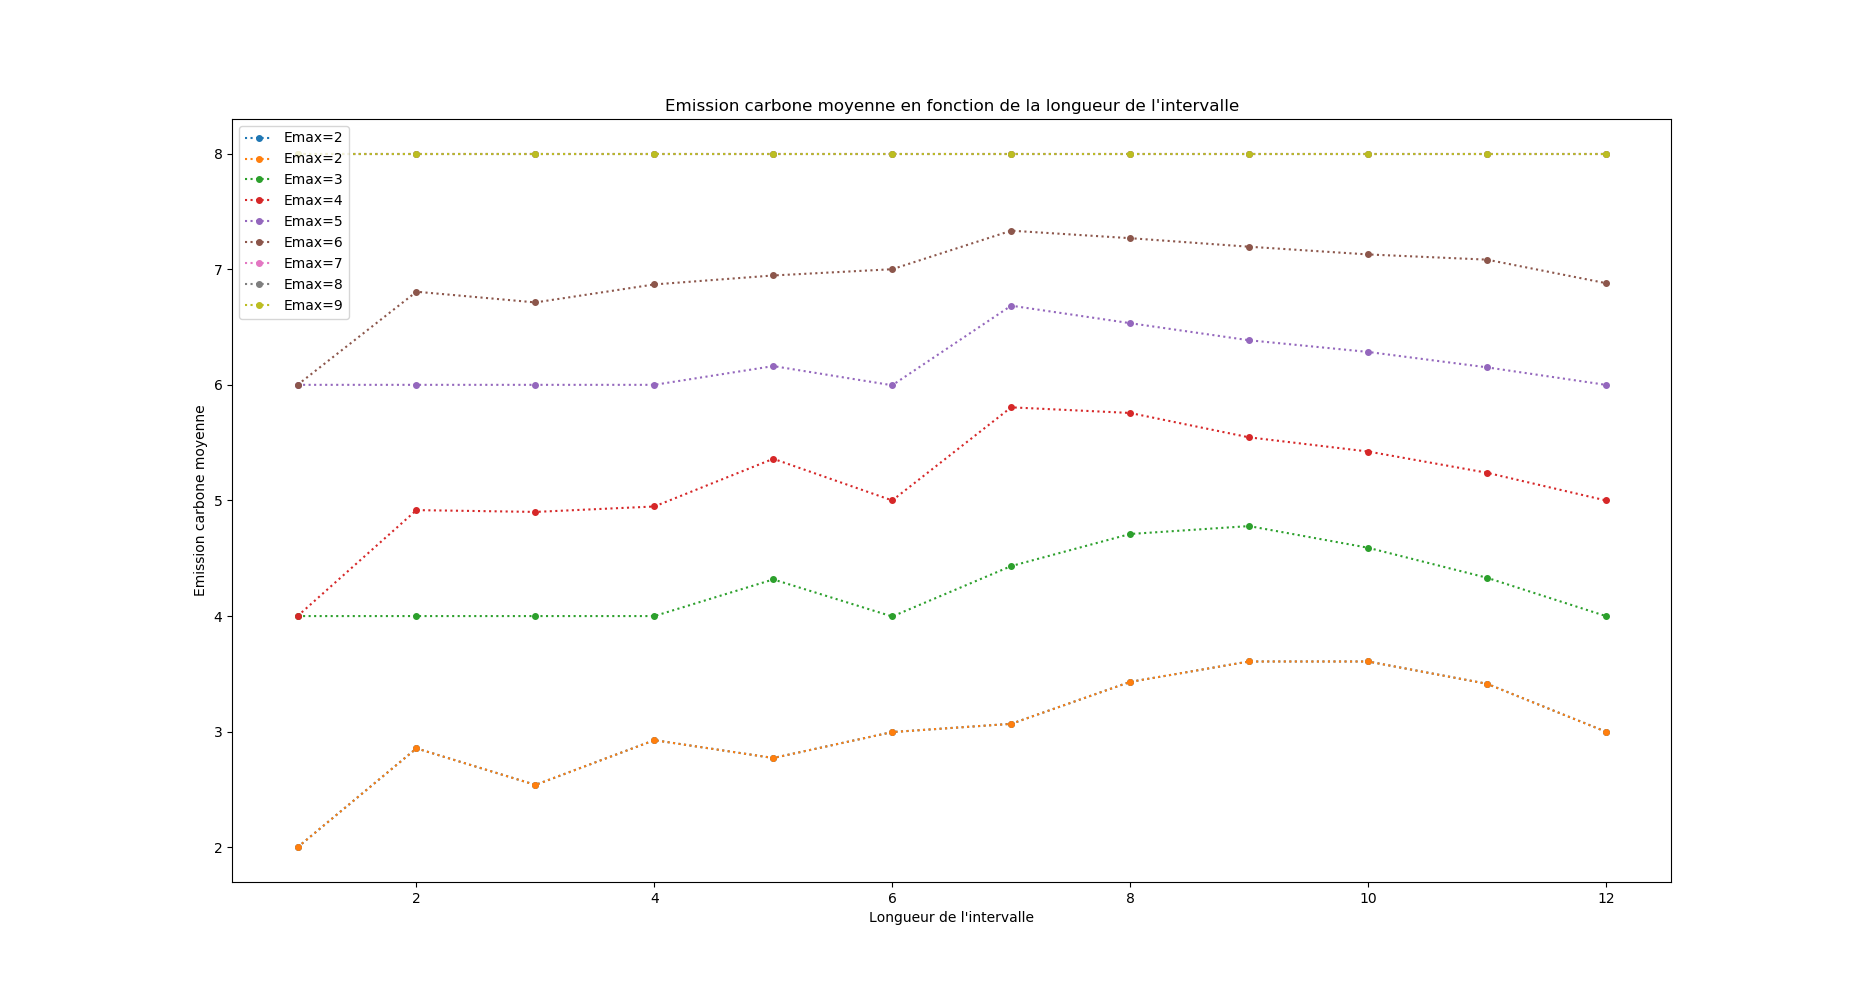 Emission carbone moyenne en fonction de la longueur de l'intervalle
Emax=2
Emax=2
Emax=3
Emax=4
Emax=5
Emax=6
Emax=7
Emax=8
Emax=9
Emission carbone moyenne
8
7
6
5
4
3
2
2
4
6
8
10
12
Longueur de l'intervalle